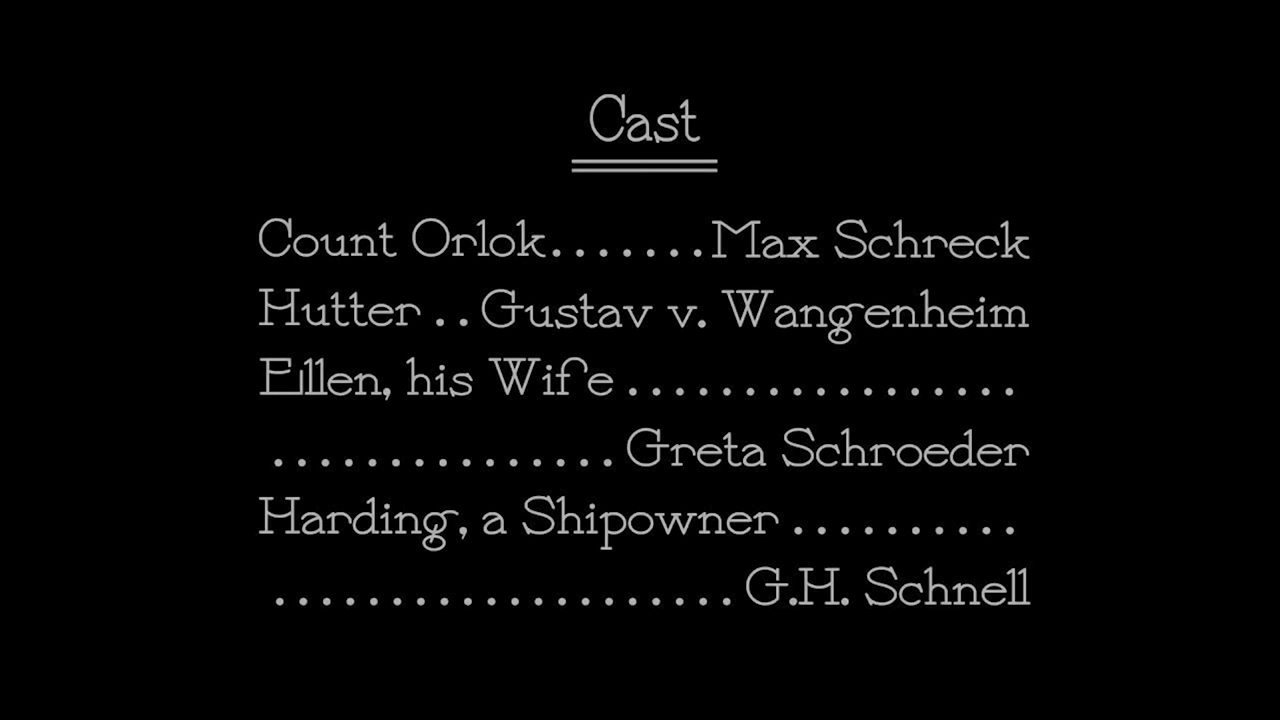 Cast
Count Orlok.......Max Schreck
Hutter ..Gustav v. Wangenheim
Ellen, his Wife .................
...............Greta Schroeder
Harding, a Shipowner ..........
....................G.H. Schnell